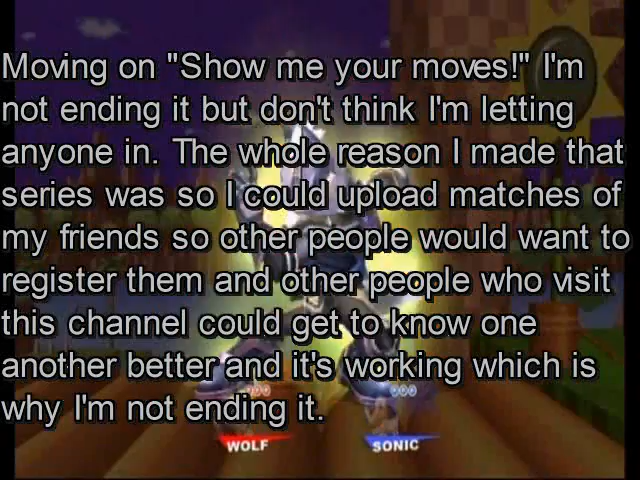 Moving on "Show me your moves!" I'm
not ending it but don't think I'm letting
anyone in. The whole reason I made that
series was so I could upload matches of
my friends so other people would want to
register them and other people who visit
this channel could get to know one
another better and it's working which is
why I'm not ending it.
000 000
WOLF SONIC